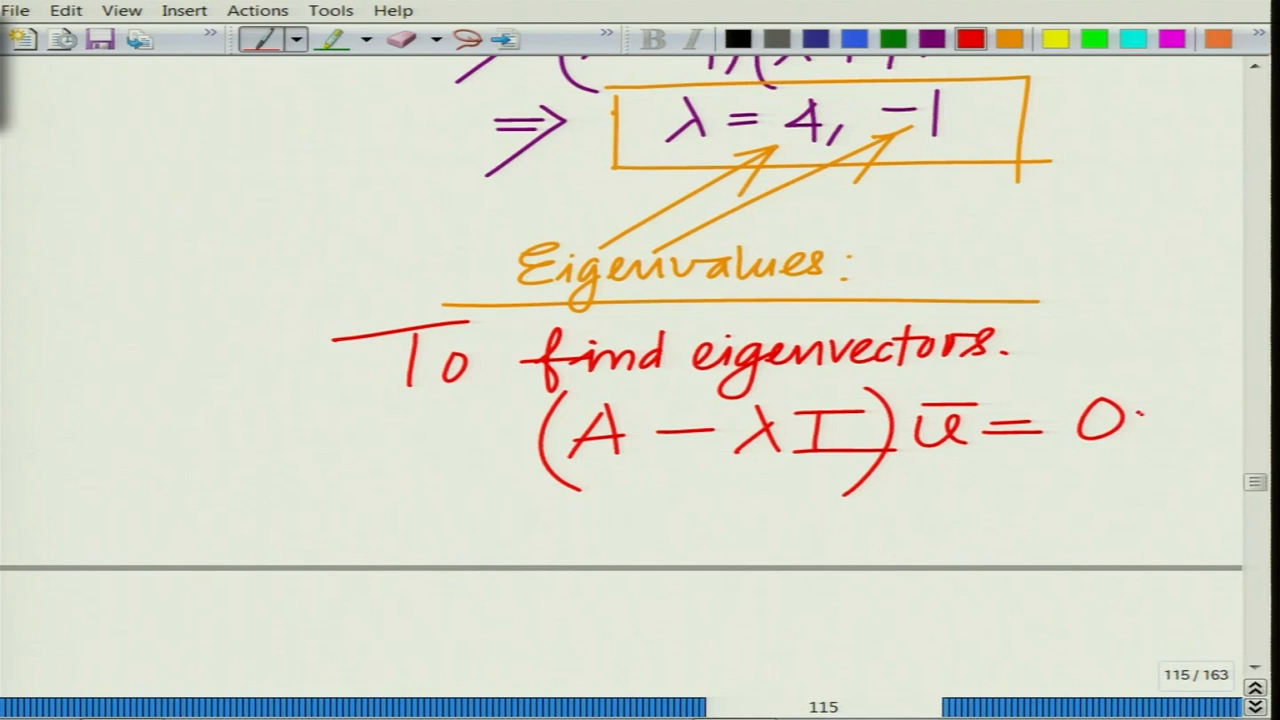 File Edit View Insert Actions Tools Help
B I
⇒ λ = 4, -1
Eigenvalues:
To find eigenvectors.
(A - λI)ū = 0.
115 / 163
115